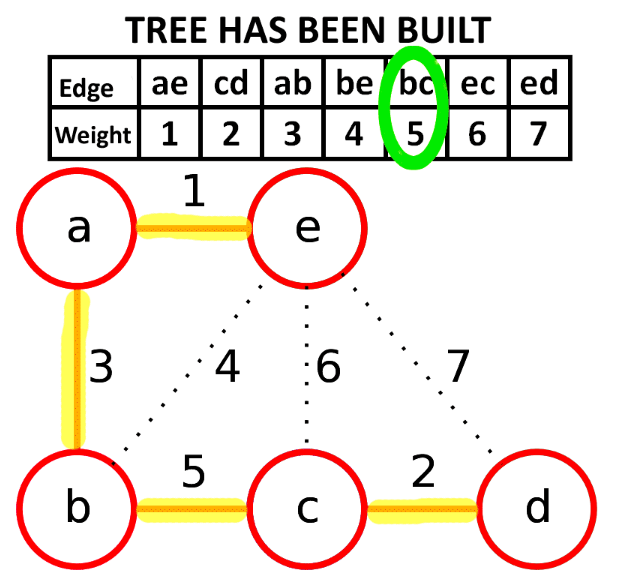 TREE HAS BEEN BUILT
Edge ae cd ab be bc ec ed
Weight 1 2 3 4 5 6 7
1
a e
3 4 6 7
5 2
b c d